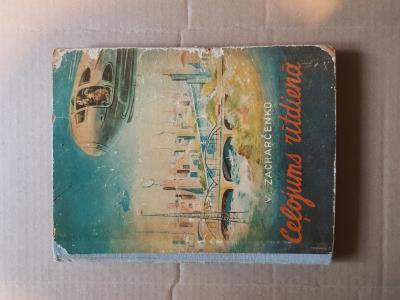 V. ZACHARČENKO
Ceļojums rītdienā